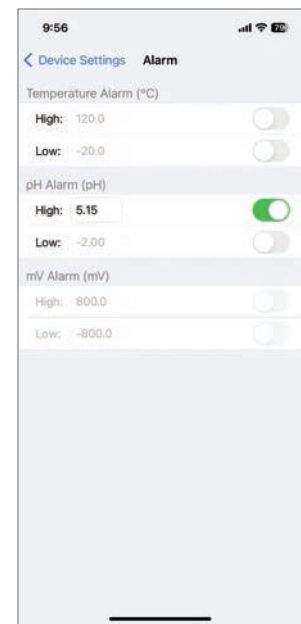 9:56
79
Device Settings Alarm
Temperature Alarm (°C)
High: 120.0
Low: -20.0
pH Alarm (pH)
High: 5.15
Low: -2.00
mV Alarm (mV)
High: 800.0
Low: -800.0